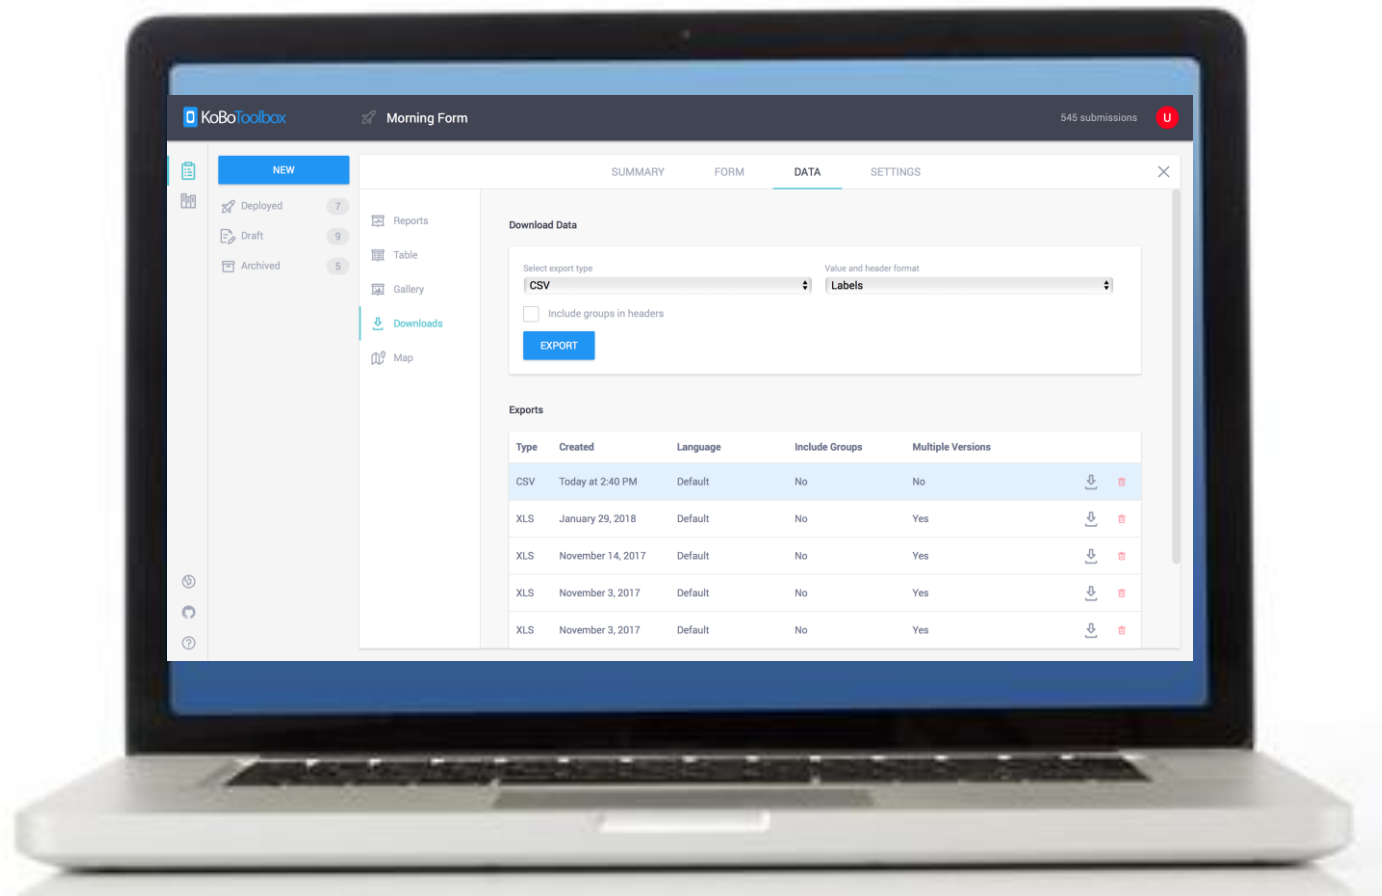 KoBoToolbox
Morning Form
545 submissions
U
NEW
Deployed 7
Draft 9
Archived 5
SUMMARY FORM DATA SETTINGS
Reports
Table
Gallery
Downloads
Map
Download Data
Select export type
CSV
Value and header format
Labels
Include groups in headers
EXPORT
Exports
Type Created Language Include Groups Multiple Versions
CSV Today at 2:40 PM Default No No
XLS January 29, 2018 Default No Yes
XLS November 14, 2017 Default No Yes
XLS November 3, 2017 Default No Yes
XLS November 3, 2017 Default No Yes